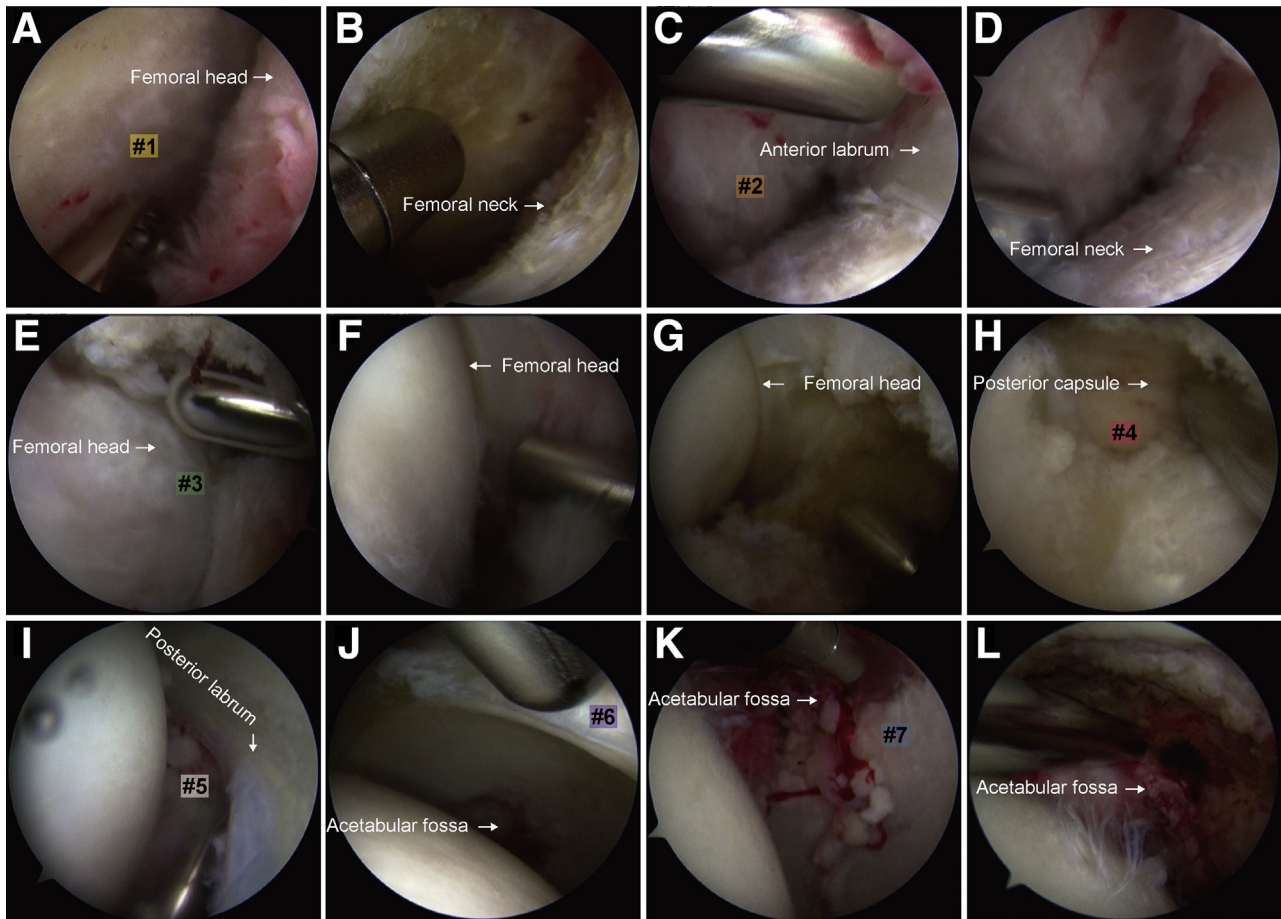 A
Femoral head
#1
B
Femoral neck
C
Anterior labrum
#2
D
Femoral neck
E
Femoral head
#3
F
Femoral head
G
Femoral head
H
Posterior capsule
#4
I
Posterior labrum
#5
J
#6
Acetabular fossa
K
Acetabular fossa
#7
L
Acetabular fossa